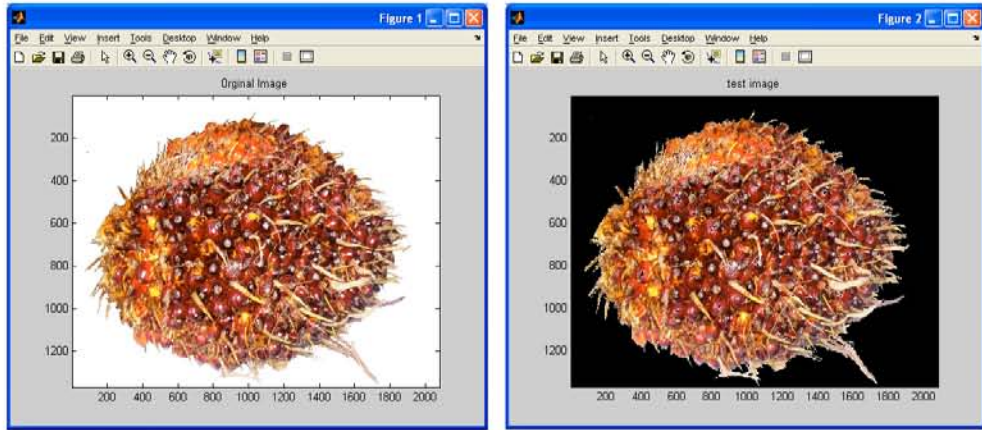 Figure 1
File Edit View Insert Tools Desktop Window Help
Orginal Image
200
400
600
800
1000
1200
200 400 600 800 1000 1200 1400 1600 1800 2000
Figure 2
File Edit View Insert Tools Desktop Window Help
test image
200
400
600
800
1000
1200
200 400 600 800 1000 1200 1400 1600 1800 2000